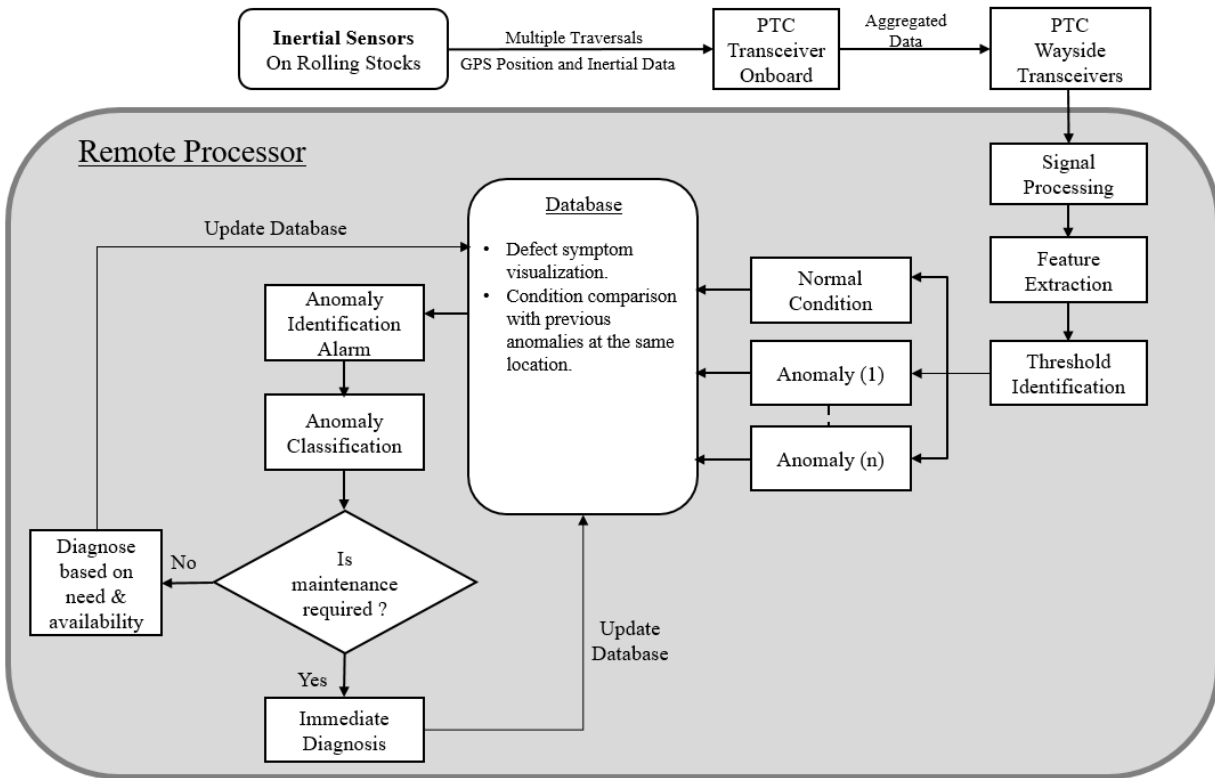 Inertial Sensors
On Rolling Stocks
Multiple Traversals
GPS Position and Inertial Data
PTC
Transceiver
Onboard
Aggregated
Data
PTC
Wayside
Transceivers
Remote Processor
Signal
Processing
Feature
Extraction
Threshold
Identification
Normal
Condition
Anomaly (1)
Anomaly (n)
Database
• Defect symptom
visualization.
• Condition comparison
with previous
anomalies at the same
location.
Update Database
Anomaly
Identification
Alarm
Anomaly
Classification
Is
maintenance
required ?
No
Diagnose
based on
need &
availability
Yes
Immediate
Diagnosis
Update
Database